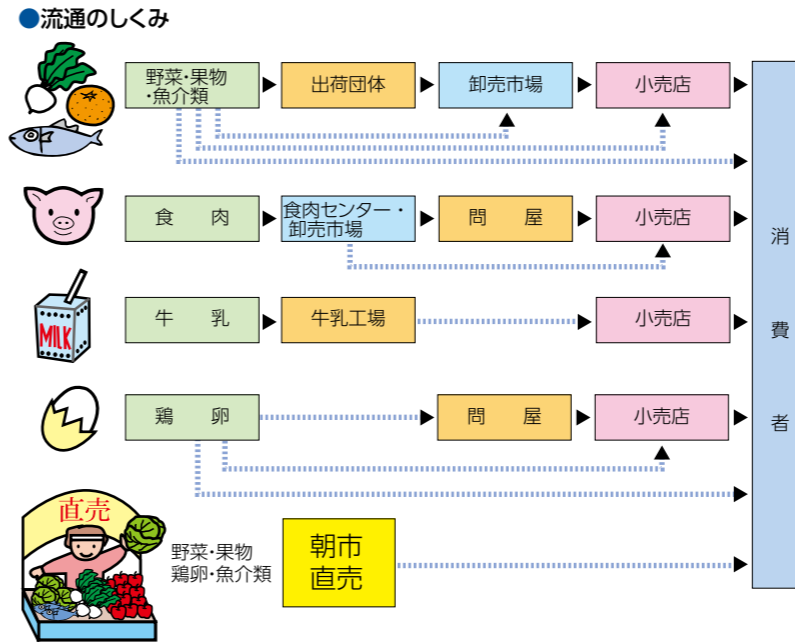 ●流通のしくみ
野菜・果物
・魚介類
出荷団体
卸売市場
小売店
食肉
食肉センター・
卸売市場
問屋
小売店
MILK
牛乳
牛乳工場
小売店
鶏卵
問屋
小売店
消費者
直売
野菜・果物
鶏卵・魚介類
朝市
直売